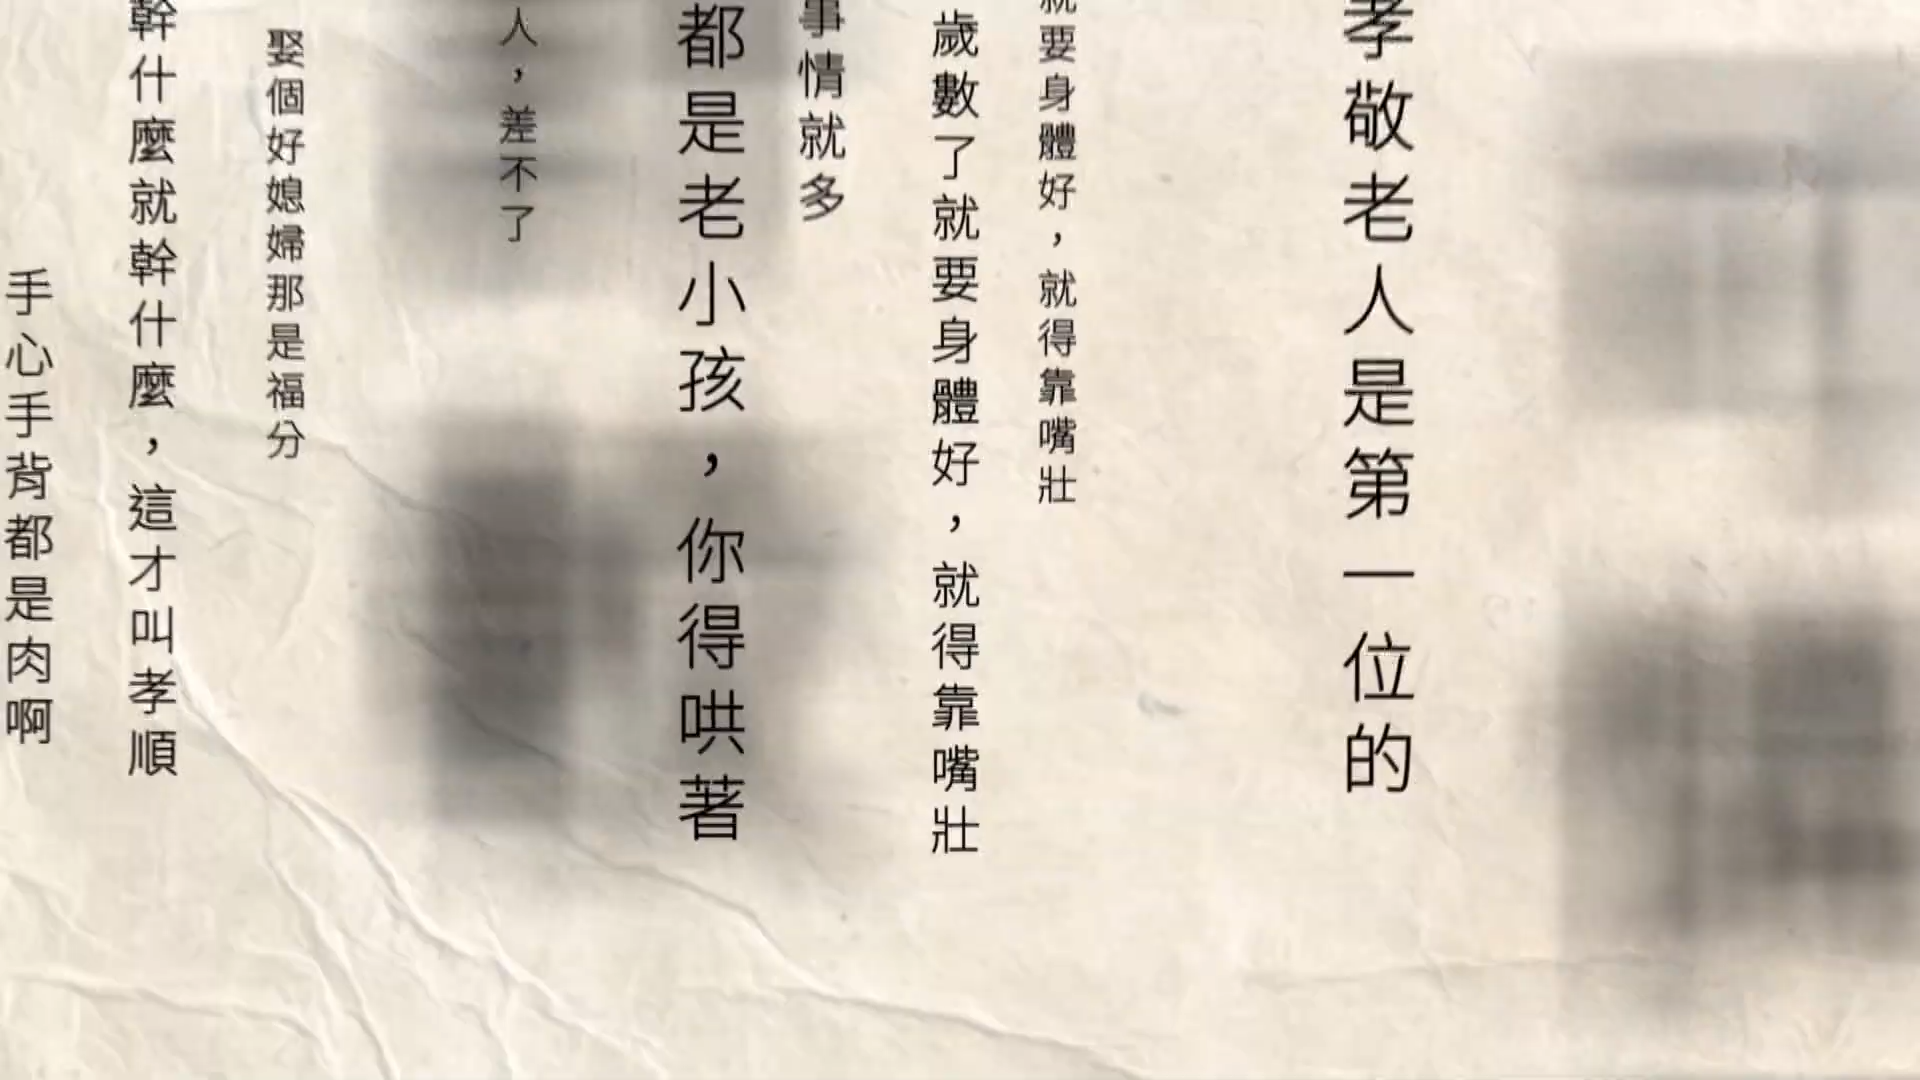 孝敬老人是第一位的
就要身體好，就得靠嘴壯
歲數了就要身體好，就得靠嘴壯
事情就多
都是老小孩，你得哄著
人，差不了
娶個好媳婦那是福分
幹什麼就幹什麼，這才叫孝順
手心手背都是肉啊